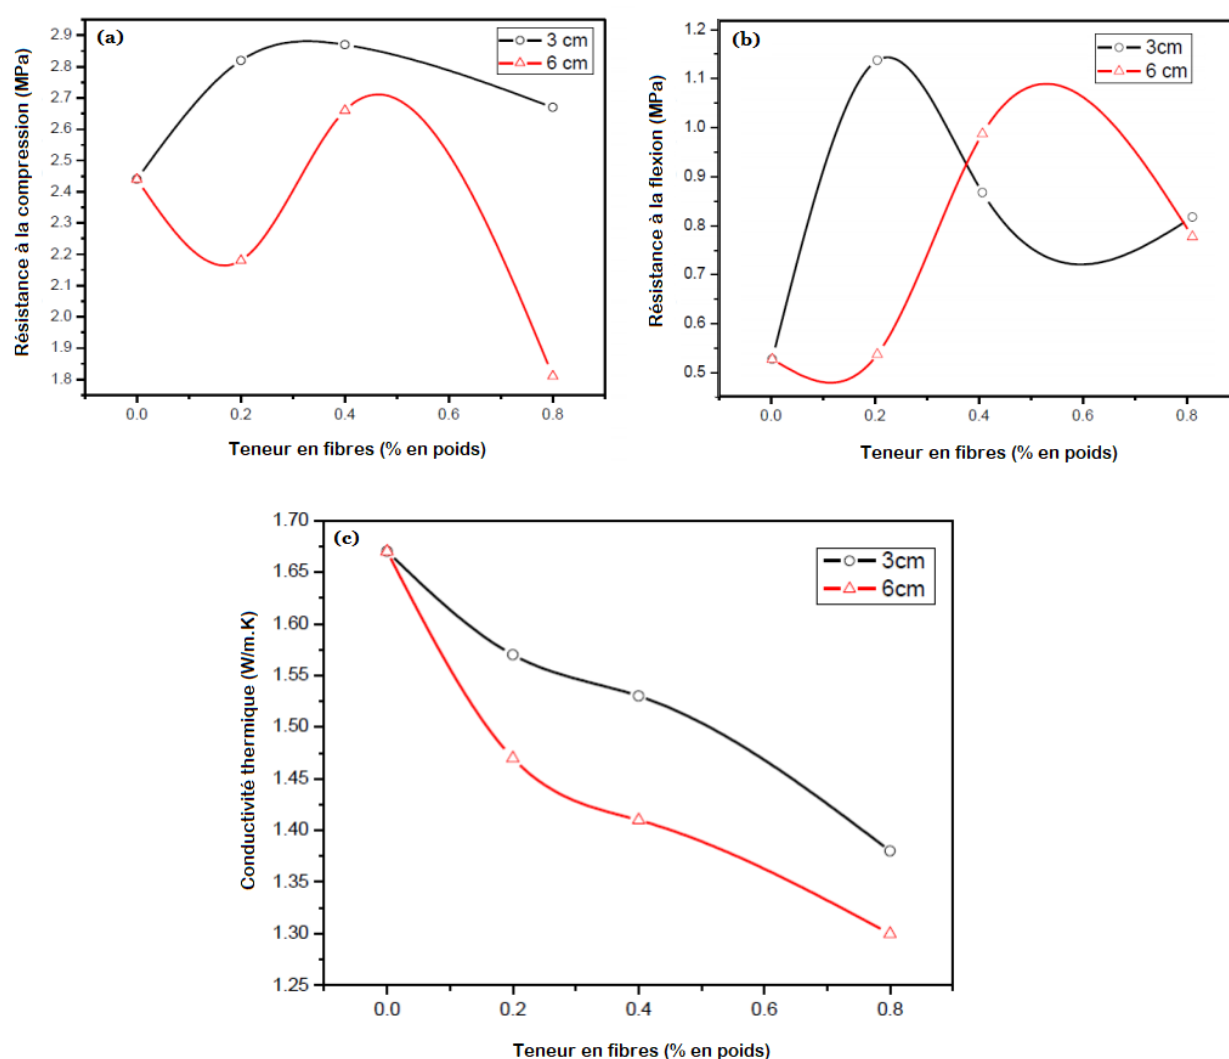 (a)
3 cm
6 cm
Résistance à la compression (MPa)
2.9
2.8
2.7
2.6
2.5
2.4
2.3
2.2
2.1
2.0
1.9
1.8
0.0 0.2 0.4 0.6 0.8
Teneur en fibres (% en poids)
(b)
3cm
6 cm
Résistance à la flexion (MPa)
1.2
1.1
1.0
0.9
0.8
0.7
0.6
0.5
0.0 0.2 0.4 0.6 0.8
Teneur en fibres (% en poids)
(c)
3cm
6cm
Conductivité thermique (W/m.K)
1.70
1.65
1.60
1.55
1.50
1.45
1.40
1.35
1.30
1.25
0.0 0.2 0.4 0.6 0.8
Teneur en fibres (% en poids)